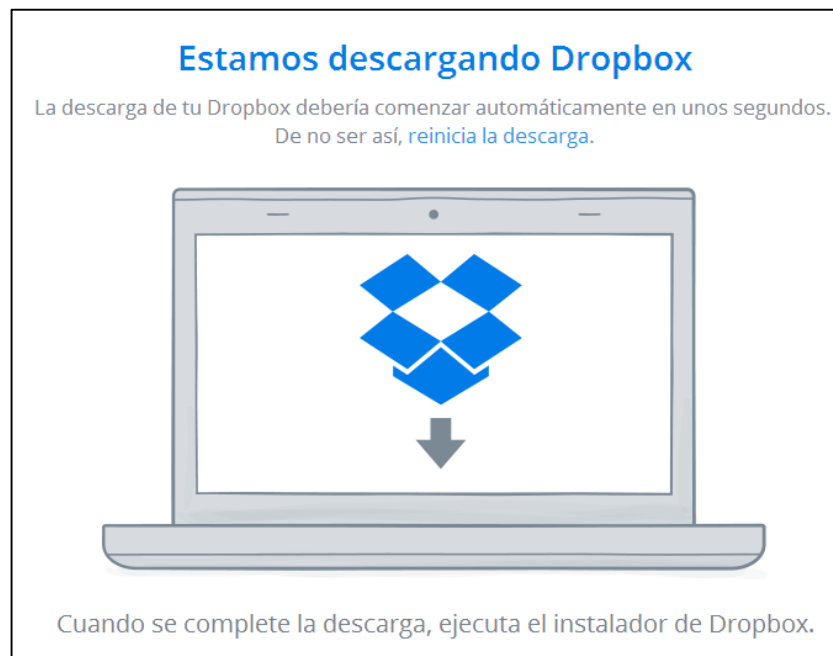 Estamos descargando Dropbox
La descarga de tu Dropbox debería comenzar automáticamente en unos segundos.
De no ser así, reinicia la descarga.
Cuando se complete la descarga, ejecuta el instalador de Dropbox.